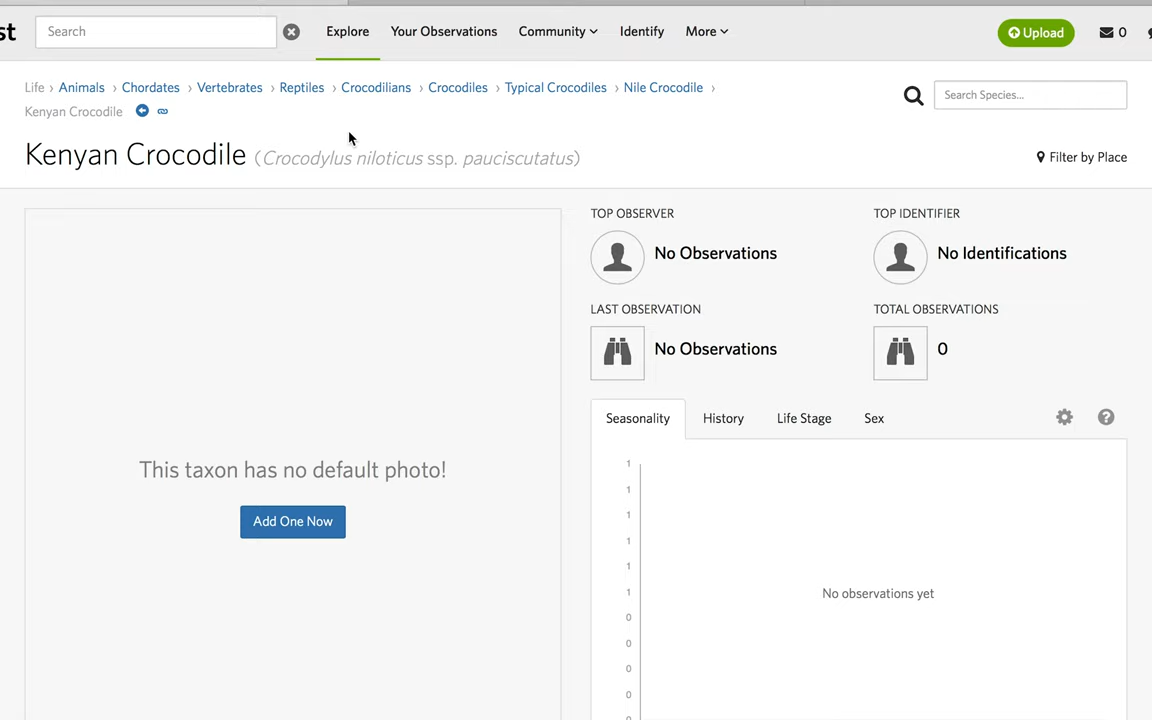 st Search Explore Your Observations Community Identify More Upload 0
Life › Animals › Chordates › Vertebrates › Reptiles › Crocodilians › Crocodiles › Typical Crocodiles › Nile Crocodile ›
Search Species...
Kenyan Crocodile
Kenyan Crocodile (Crocodylus niloticus ssp. pauciscutatus)
Filter by Place
TOP OBSERVER
No Observations
TOP IDENTIFIER
No Identifications
LAST OBSERVATION
No Observations
TOTAL OBSERVATIONS
0
This taxon has no default photo!
Add One Now
Seasonality History Life Stage Sex
1
1
1
1
1
1
0
0
0
0
No observations yet